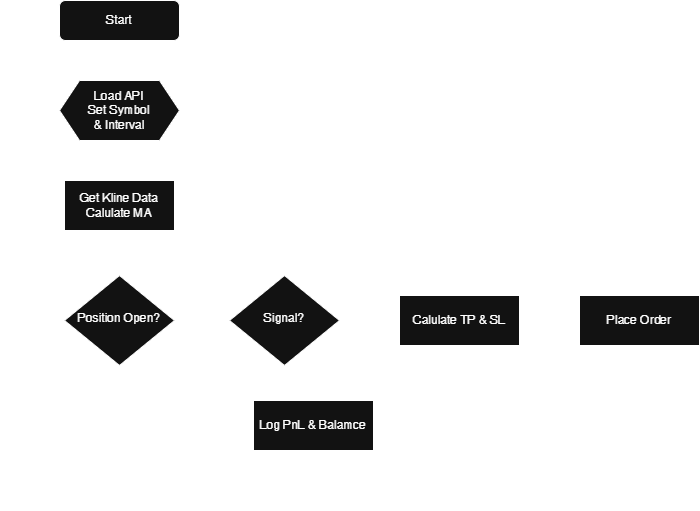 Start
Load API
Set Symbol
& Interval
Get Kline Data
Calulate MA
Position Open?
Signal?
Calulate TP & SL
Place Order
Log PnL & Balamce